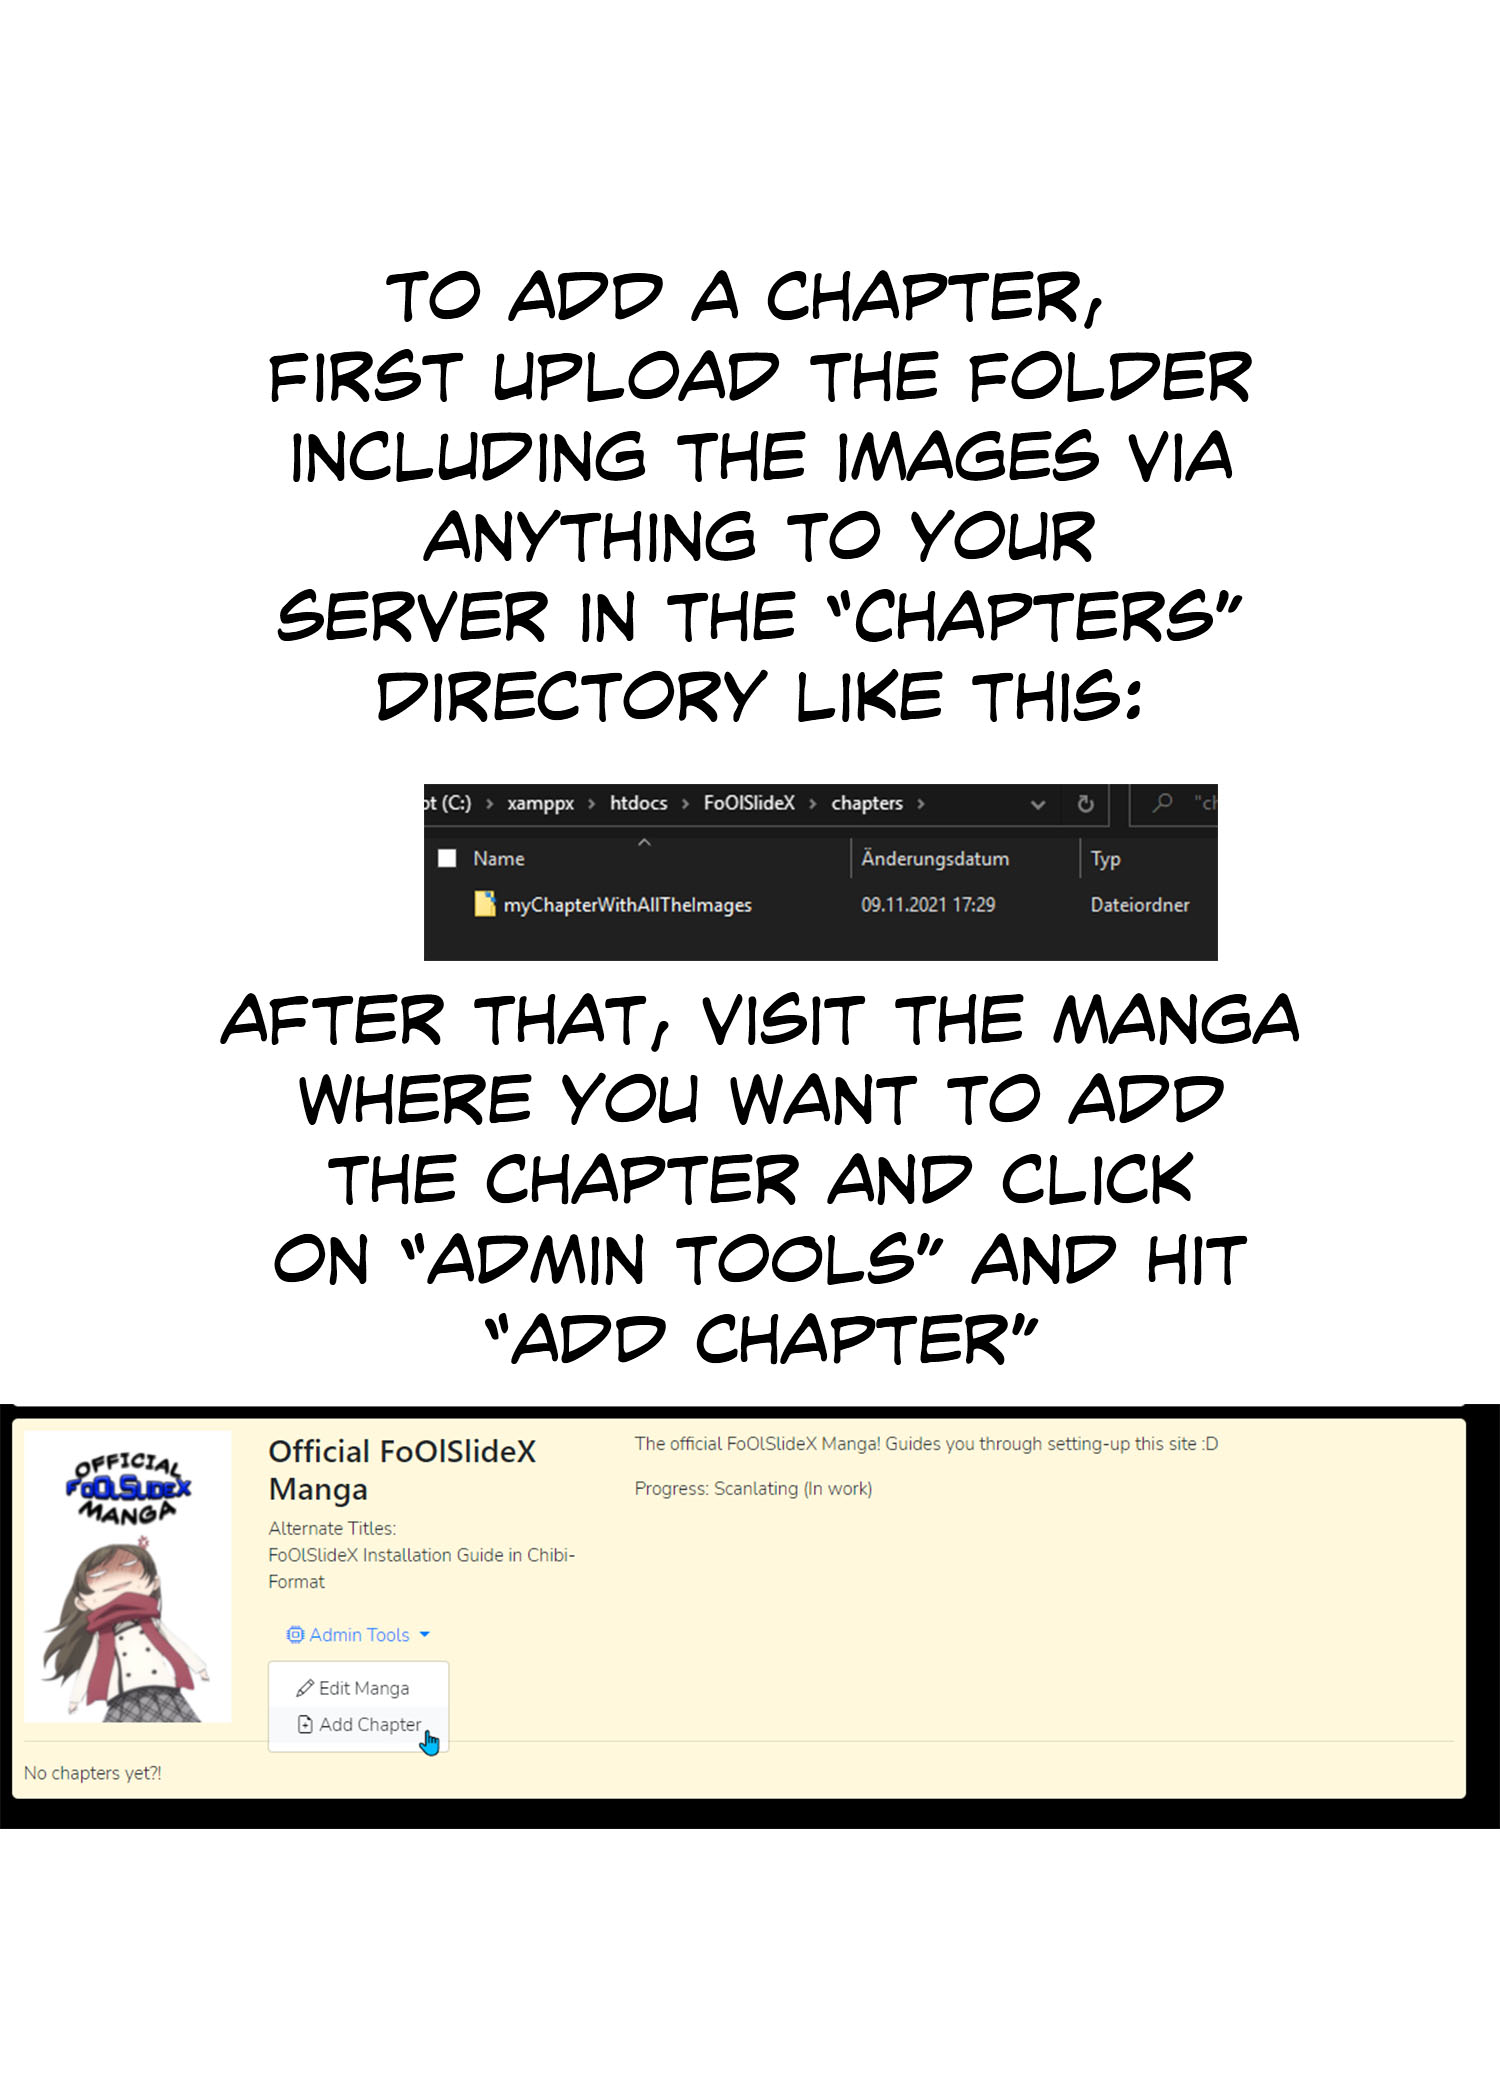 TO ADD A CHAPTER,
FIRST UPLOAD THE FOLDER
INCLUDING THE IMAGES VIA
ANYTHING TO YOUR
SERVER IN THE “CHAPTERS”
DIRECTORY LIKE THIS:
ot (C:) > xamppx > htdocs > FoOlSlideX > chapters > "ch
Name Änderungsdatum Typ
myChapterWithAllTheImages 09.11.2021 17:29 Dateiordner
AFTER THAT, VISIT THE MANGA
WHERE YOU WANT TO ADD
THE CHAPTER AND CLICK
ON “ADMIN TOOLS” AND HIT
“ADD CHAPTER”
OFFICIAL
FoOlSlideX
MANGA
Official FoOlSlideX
Manga
Alternate Titles:
FoOlSlideX Installation Guide in Chibi-
Format
Admin Tools
Edit Manga
Add Chapter
The official FoOlSlideX Manga! Guides you through setting-up this site :D
Progress: Scanlating (In work)
No chapters yet?!